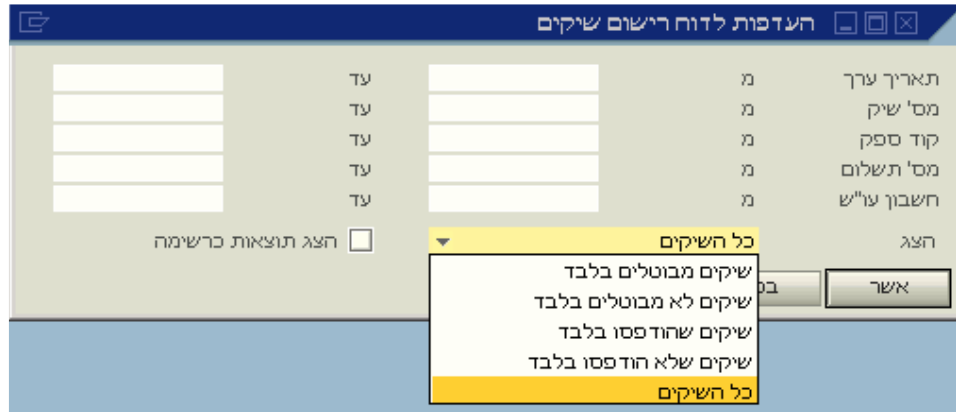 העדפות לדוח רישום שיקים
תאריך ערך מ עד
מס' שיק מ עד
קוד ספק מ עד
מס' תשלום מ עד
חשבון עו"ש מ עד
הצג כל השיקים הצג תוצאות כרשימה
שיקים מבוטלים בלבד
אשר
שיקים לא מבוטלים בלבד
שיקים שהודפסו בלבד
שיקים שלא הודפסו בלבד
כל השיקים